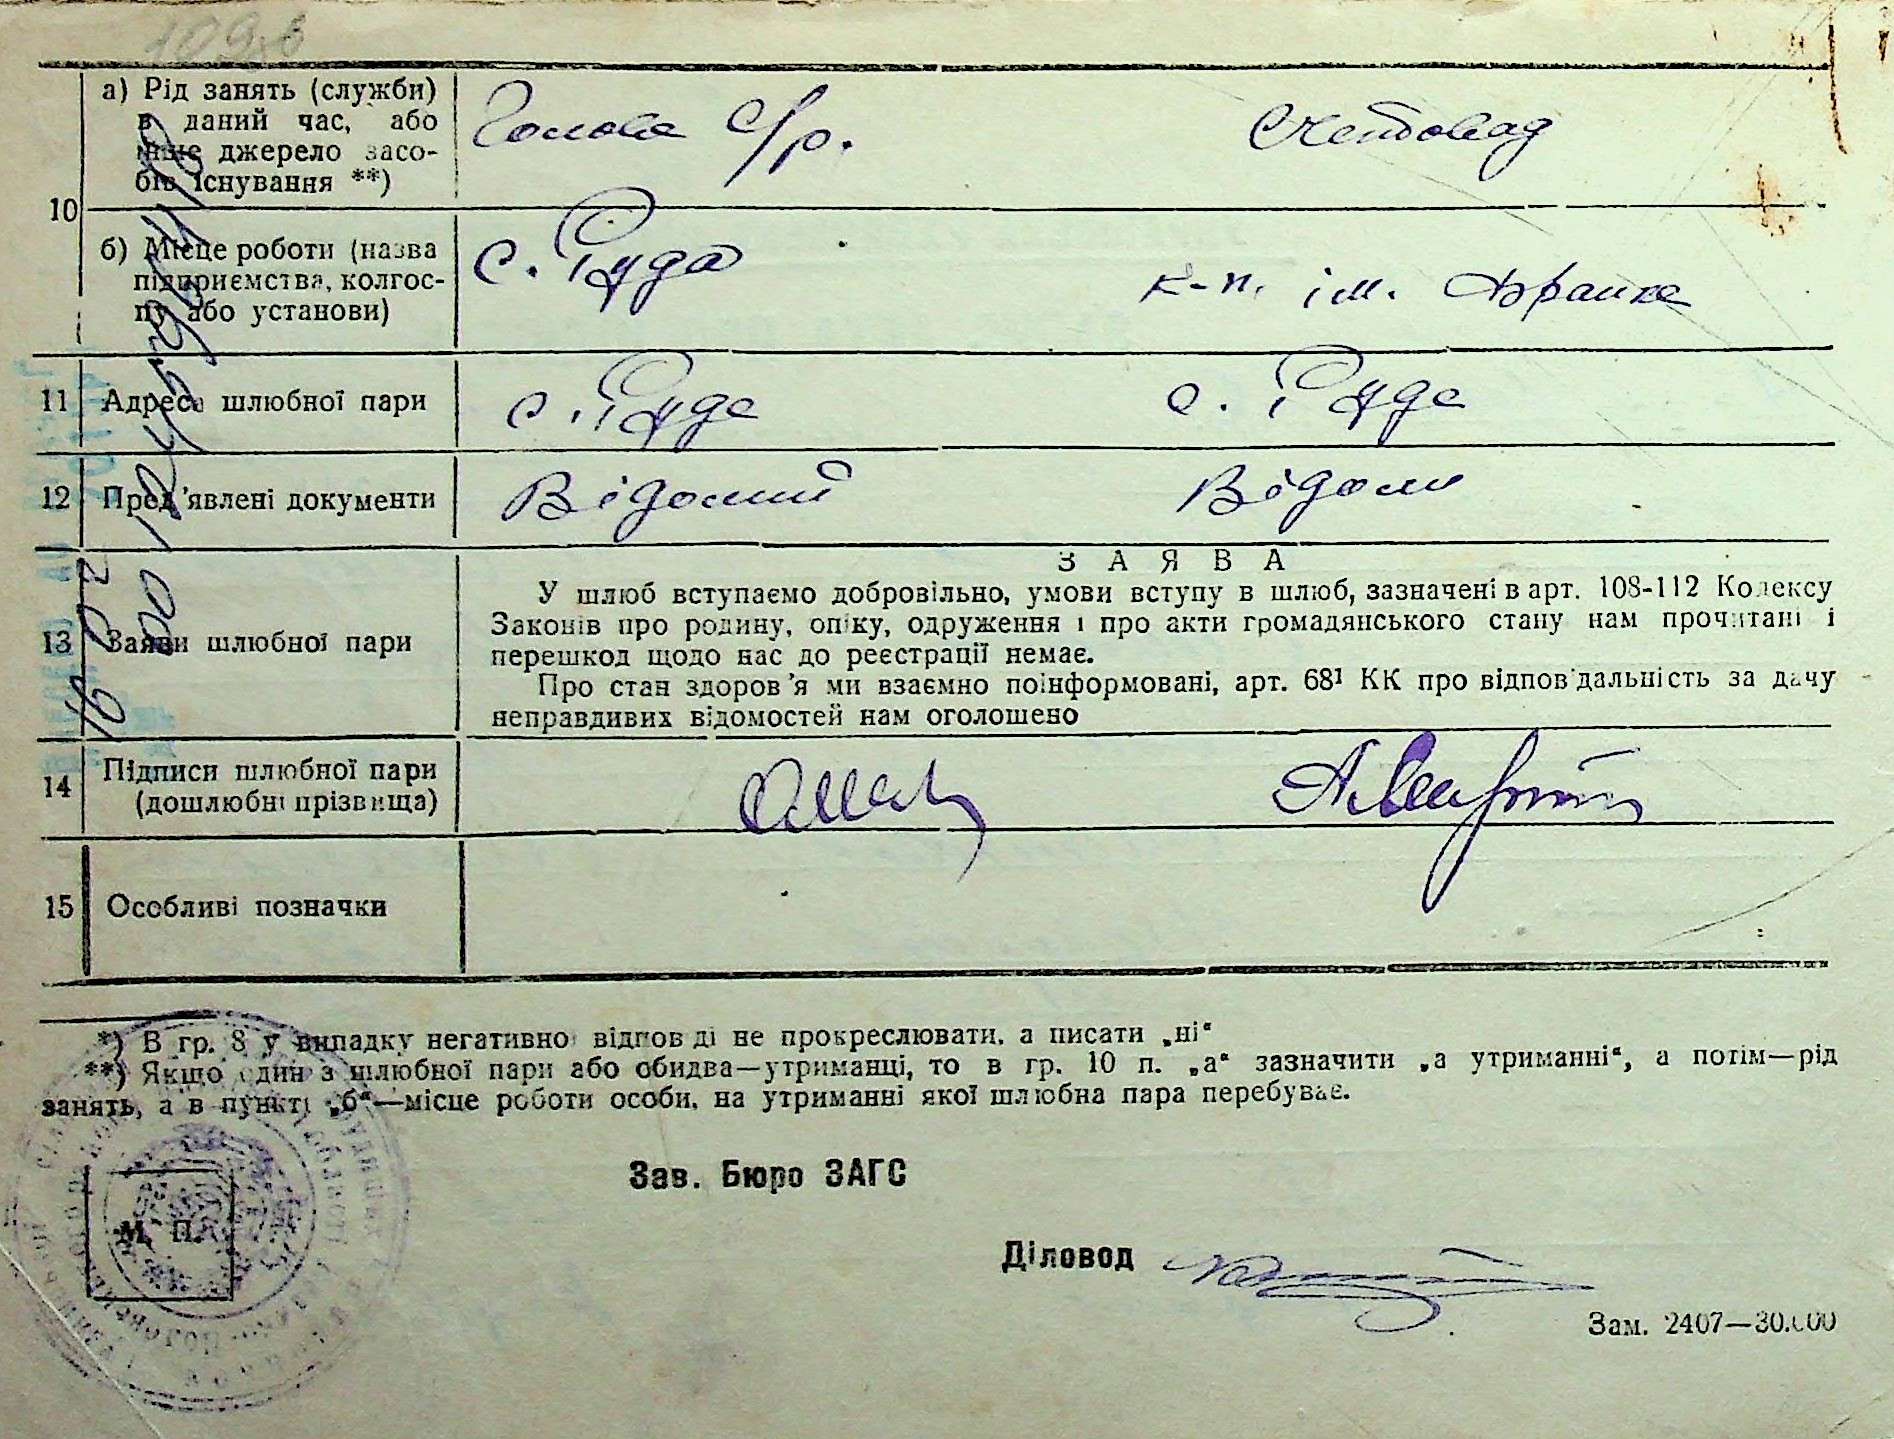 109
а) Рід занять (служби) Голова с/р. Счетовод
в даний час, або
інше джерело засо-
бів існування **)
10
б) Місце роботи (назва с. Руда к-п. ім. Франка
підприємства, колгос-
пу або установи)
11 Адреса шлюбної пари с. Руда с. Руда
12 Пред'явлені документи Відомий Відома
ЗАЯВА
У шлюб вступаємо добровільно, умови вступу в шлюб, зазначені в арт. 108-112 Кодексу
Законів про родину, опіку, одруження і про акти громадянського стану нам прочитані і
13 Заяви шлюбної пари перешкод щодо нас до реєстрації немає.
Про стан здоров'я ми взаємно поінформовані, арт. 68¹ КК про відповідальність за дачу
неправдивих відомостей нам оголошено
14 Підписи шлюбної пари
(дошлюбні прізвища)
15 Особливі позначки
*) В гр. 8 у випадку негативної відповіді не прокреслювати, а писати „ні“
**) Якщо один з шлюбної пари або обидва—утриманці, то в гр. 10 п. „а“ зазначити „а утриманні“, а потім—рід
занять, а в пункті „б“—місце роботи особи, на утриманні якої шлюбна пара перебуває.
Зав. Бюро ЗАГС
М. П.
Діловод
Зам. 2407—30.000